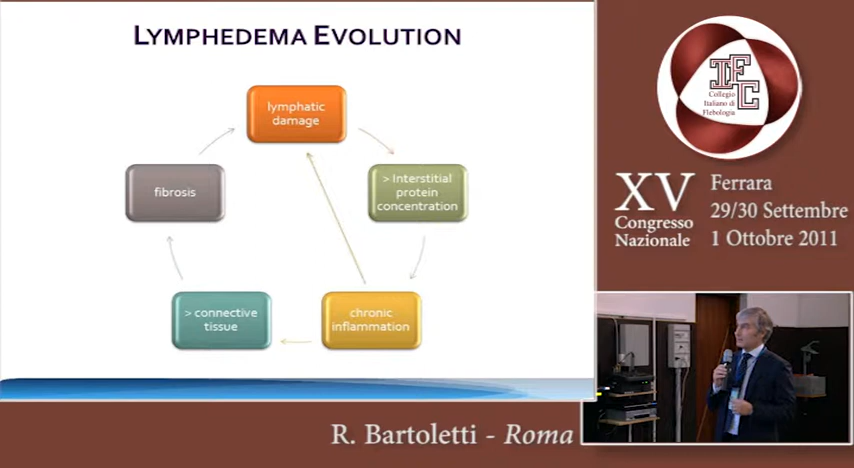 LYMPHEDEMA EVOLUTION
lymphatic
damage
> Interstitial
protein
concentration
chronic
inflammation
> connective
tissue
fibrosis
IFC
Collegio
Italiano di
Flebologia
XV
Congresso
Nazionale
Ferrara
29/30 Settembre
1 Ottobre 2011
R. Bartoletti - Roma